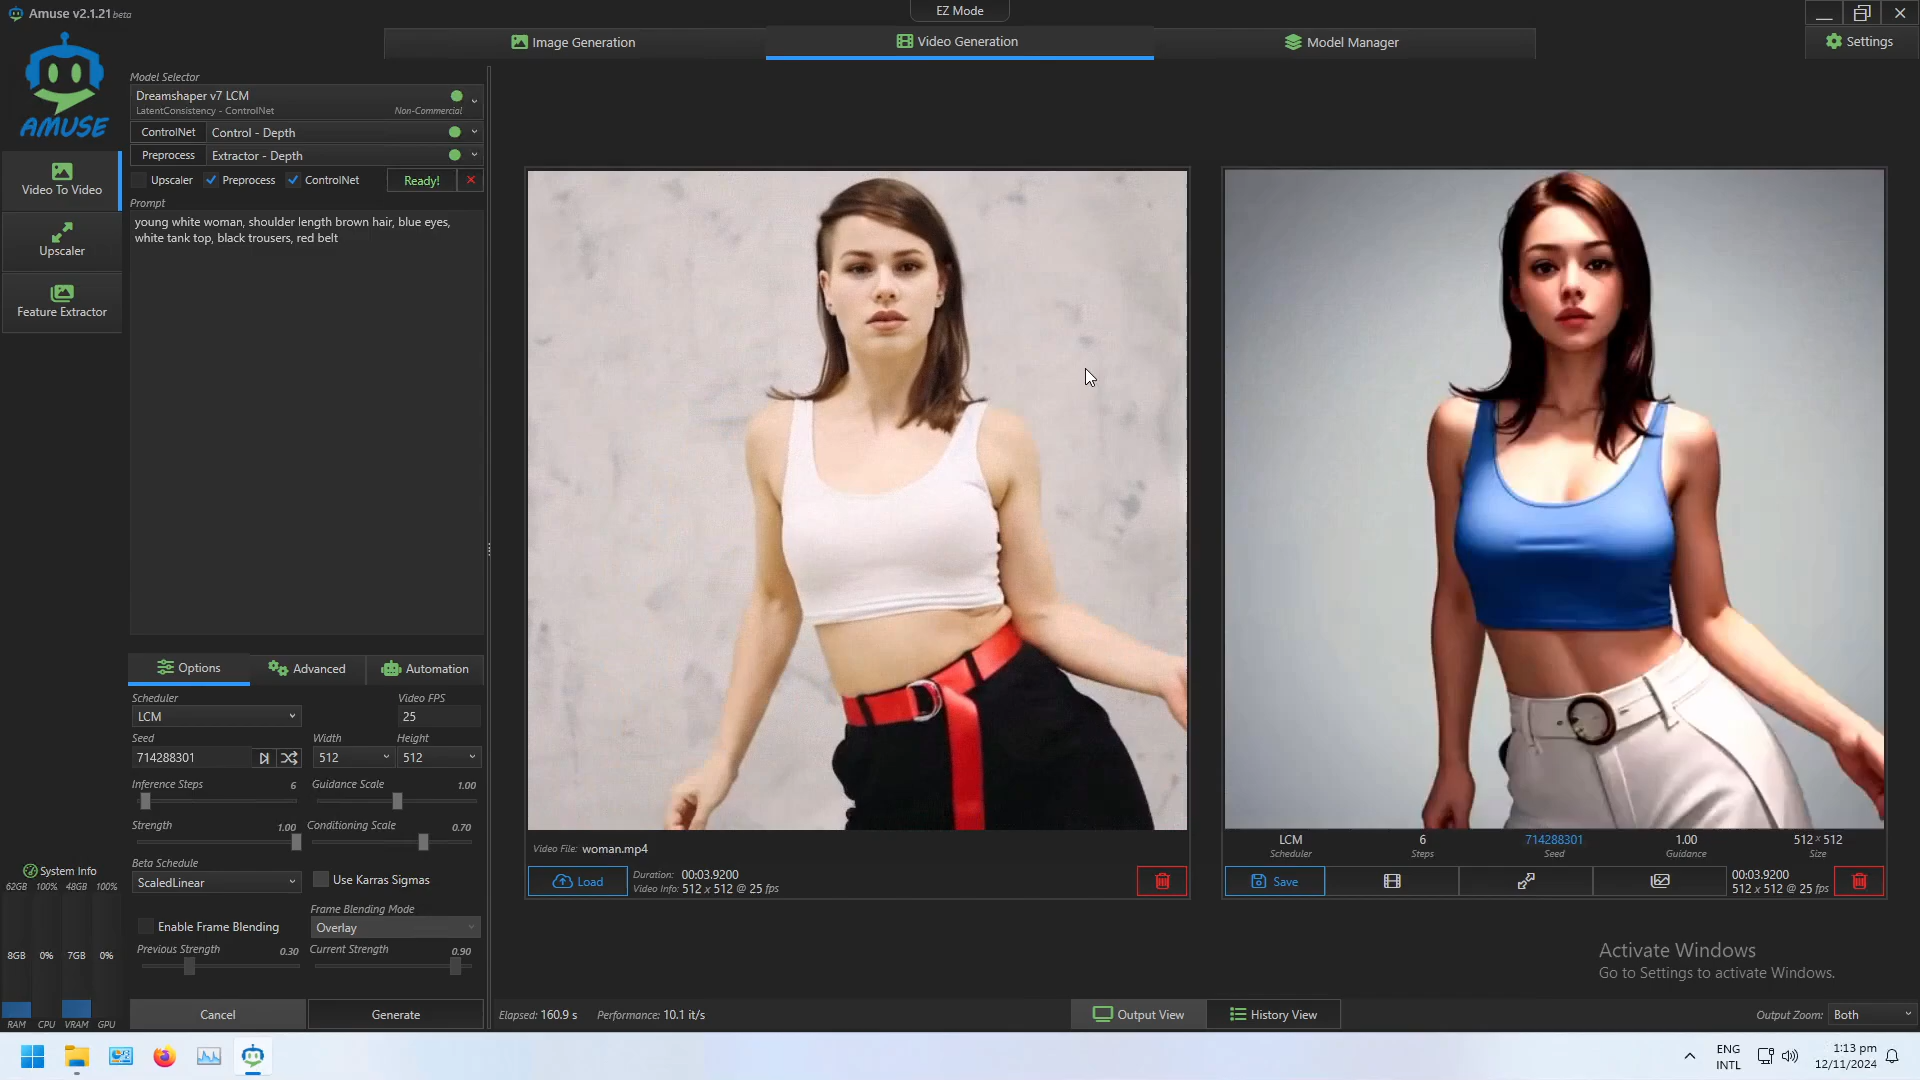 Amuse v2.1.21 beta
EZ Mode
Image Generation
Video Generation
Model Manager
Settings
AMUSE
Video To Video
Upscaler
Feature Extractor
Model Selector
Dreamshaper v7 LCM
LatentConsistency - ControlNet
Non-Commercial
ControlNet
Control - Depth
Preprocess
Extractor - Depth
Upscaler
Preprocess
ControlNet
Ready!
Prompt
young white woman, shoulder length brown hair, blue eyes,
white tank top, black trousers, red belt
Options
Advanced
Automation
Scheduler
Video FPS
LCM
25
Seed
Width
Height
714288301
512
512
Inference Steps
6
Guidance Scale
1.00
Strength
1.00
Conditioning Scale
0.70
Beta Schedule
ScaledLinear
Use Karras Sigmas
Enable Frame Blending
Frame Blending Mode
Overlay
Previous Strength
0.30
Current Strength
0.90
Cancel
Generate
System Info
62GB 100% 48GB 100%
8GB 0% 7GB 0%
RAM CPU VRAM GPU
Video File: woman.mp4
Load
Duration: 00:03.9200
Video Info: 512 x 512 @ 25 fps
LCM
6
714288301
1.00
512 x 512
Scheduler
Steps
Seed
Guidance
Size
Save
00:03.9200
512 x 512 @ 25 fps
Activate Windows
Go to Settings to activate Windows.
Elapsed: 160.9 s
Performance: 10.1 it/s
Output View
History View
Output Zoom:
Both
ENG
INTL
1:13 pm
12/11/2024